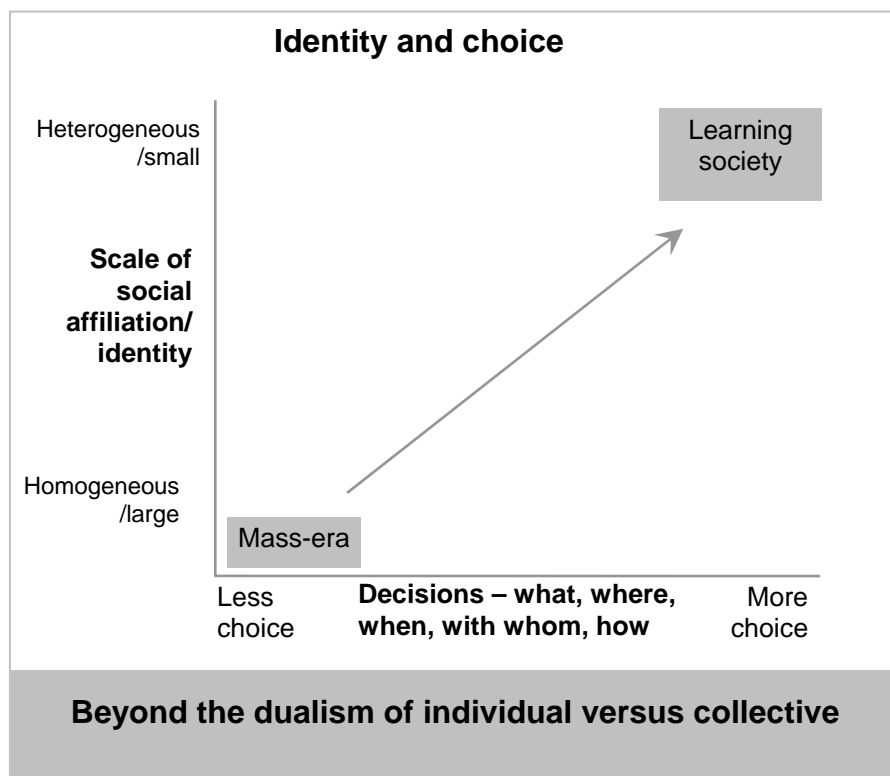 Identity and choice
Heterogeneous
/small
Learning
society
Scale of
social
affiliation/
identity
Homogeneous
/large
Mass-era
Less
choice
Decisions – what, where,
when, with whom, how
More
choice
Beyond the dualism of individual versus collective